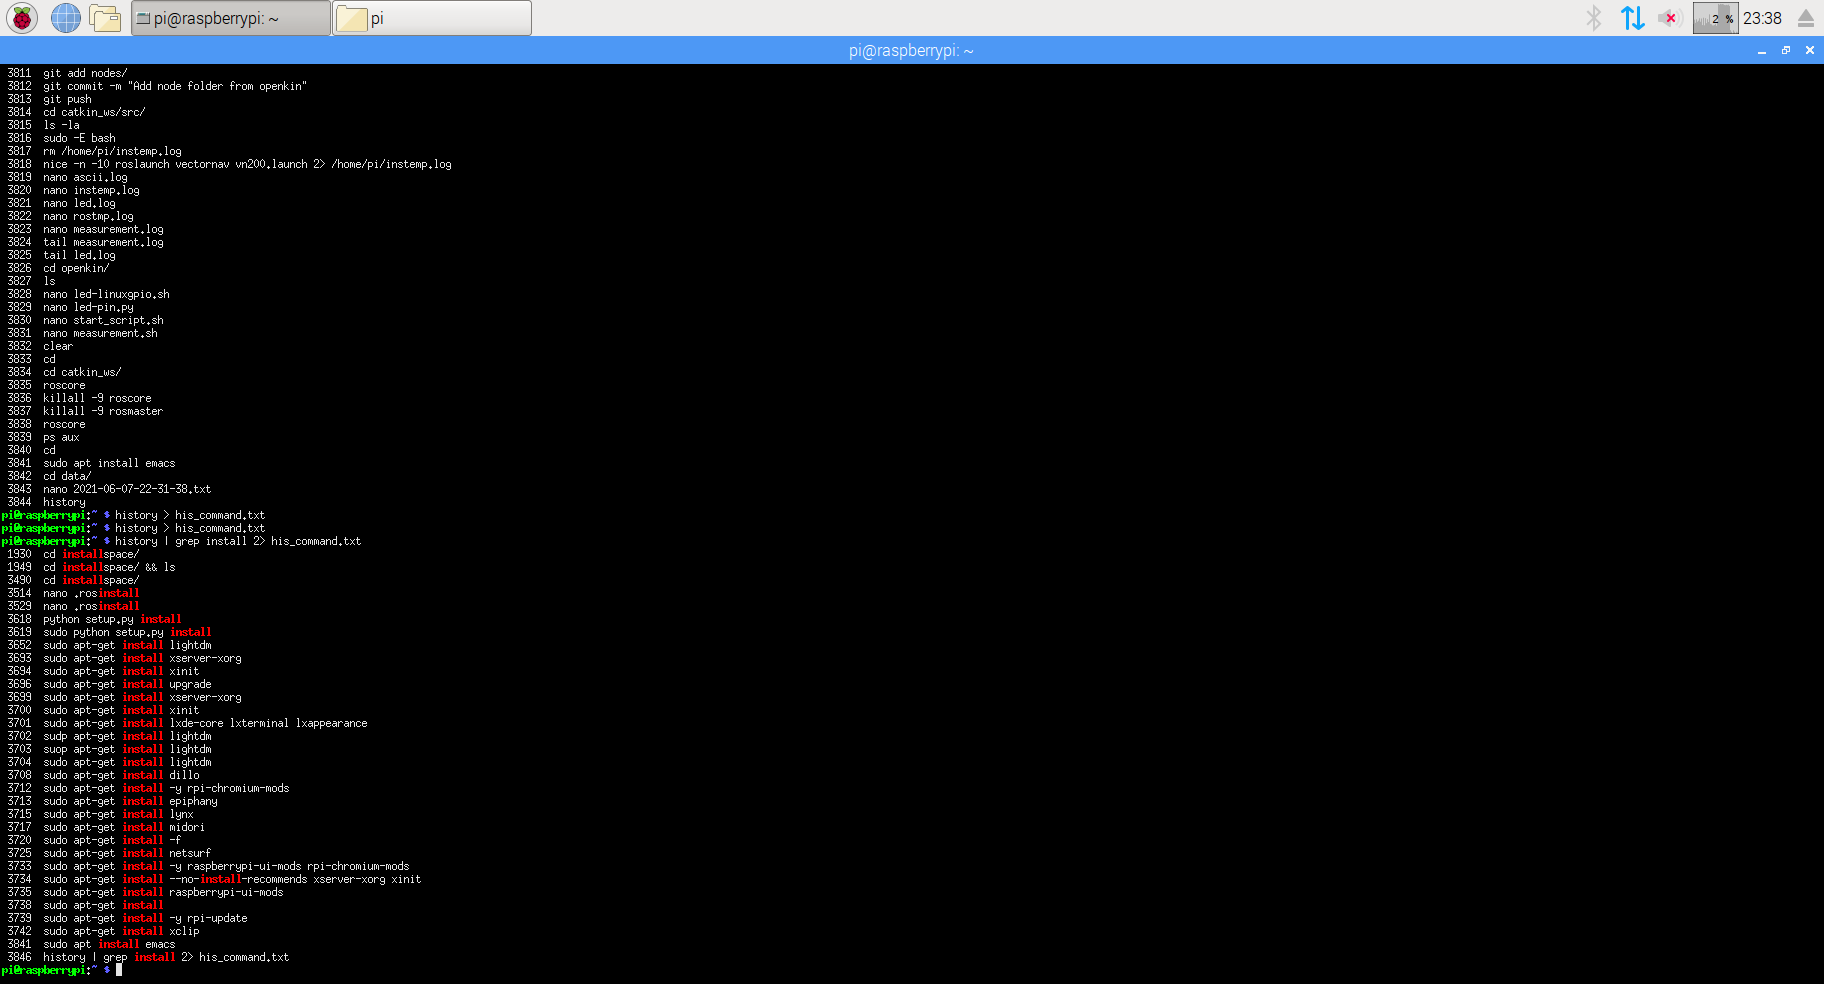 pi@raspberrypi: ~
pi
2 %
23:38
pi@raspberrypi: ~
3811 git add nodes/
3812 git commit -m "Add node folder from openkin"
3813 git push
3814 cd catkin_ws/src/
3815 ls -la
3816 sudo -E bash
3817 rm /home/pi/instemp.log
3818 nice -n -10 roslaunch vectornav vn200.launch 2> /home/pi/instemp.log
3819 nano ascii.log
3820 nano instemp.log
3821 nano led.log
3822 nano rostmp.log
3823 nano measurement.log
3824 tail measurement.log
3825 tail led.log
3826 cd openkin/
3827 ls
3828 nano led-linuxgpio.sh
3829 nano led-pin.py
3830 nano start_script.sh
3831 nano measurement.sh
3832 clear
3833 cd
3834 cd catkin_ws/
3835 roscore
3836 killall -9 roscore
3837 killall -9 rosmaster
3838 roscore
3839 ps aux
3840 cd
3841 sudo apt install emacs
3842 cd data/
3843 nano 2021-06-07-22-31-38.txt
3844 history
pi@raspberrypi:~ $ history > his_command.txt
pi@raspberrypi:~ $ history > his_command.txt
pi@raspberrypi:~ $ history | grep install 2> his_command.txt
1930 cd installspace/
1949 cd installspace/ && ls
3490 cd installspace/
3514 nano .rosinstall
3529 nano .rosinstall
3618 python setup.py install
3619 sudo python setup.py install
3652 sudo apt-get install lightdm
3693 sudo apt-get install xserver-xorg
3694 sudo apt-get install xinit
3696 sudo apt-get install upgrade
3699 sudo apt-get install xserver-xorg
3700 sudo apt-get install xinit
3701 sudo apt-get install lxde-core lxterminal lxappearance
3702 sudp apt-get install lightdm
3703 suop apt-get install lightdm
3704 sudo apt-get install lightdm
3708 sudo apt-get install dillo
3712 sudo apt-get install -y rpi-chromium-mods
3713 sudo apt-get install epiphany
3715 sudo apt-get install lynx
3717 sudo apt-get install midori
3720 sudo apt-get install -f
3725 sudo apt-get install netsurf
3733 sudo apt-get install -y raspberrypi-ui-mods rpi-chromium-mods
3734 sudo apt-get install --no-install-recommends xserver-xorg xinit
3735 sudo apt-get install raspberrypi-ui-mods
3738 sudo apt-get install
3739 sudo apt-get install -y rpi-update
3742 sudo apt-get install xclip
3841 sudo apt install emacs
3846 history | grep install 2> his_command.txt
pi@raspberrypi:~ $